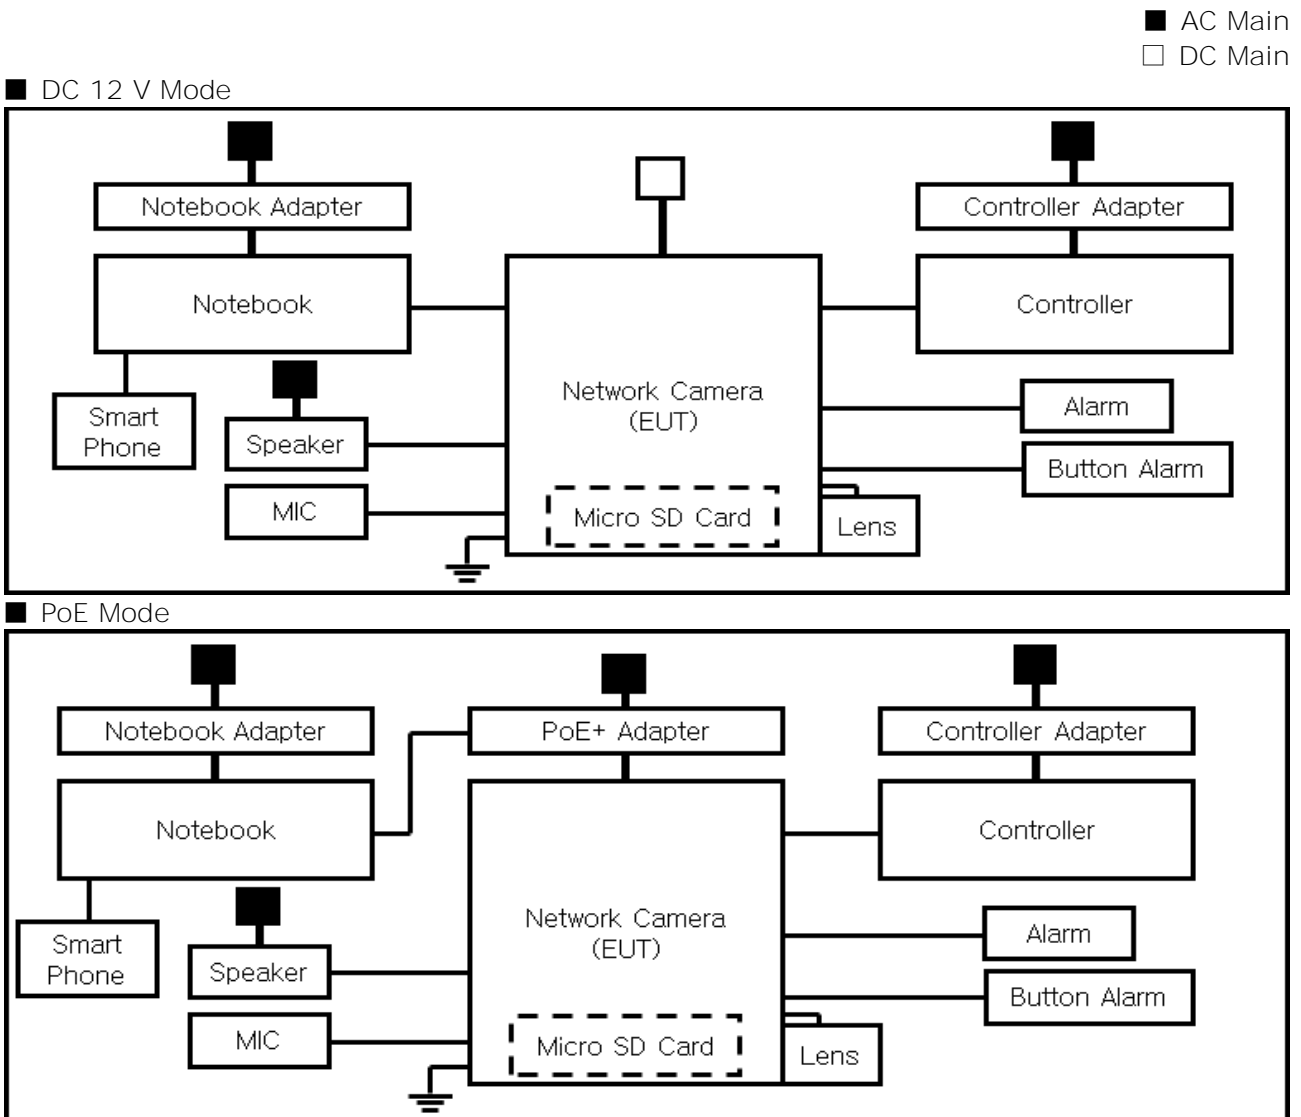 ■ AC Main
□ DC Main
■ DC 12 V Mode
Notebook Adapter
Controller Adapter
Notebook
Controller
Network Camera
(EUT)
Smart
Phone
Speaker
Alarm
Button Alarm
MIC
Micro SD Card
Lens
■ PoE Mode
Notebook Adapter
PoE+ Adapter
Controller Adapter
Notebook
Controller
Network Camera
(EUT)
Smart
Phone
Speaker
Alarm
Button Alarm
MIC
Micro SD Card
Lens